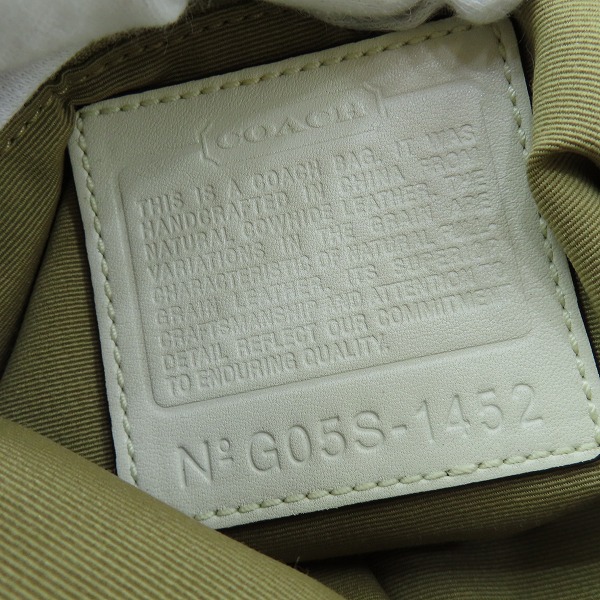 COACH
THIS IS A COACH BAG. IT WAS
HANDCRAFTED IN CHINA FROM
NATURAL COWHIDE LEATHER. THE
VARIATIONS IN THE GRAIN ARE
CHARACTERISTIC OF NATURAL FULL
GRAIN LEATHER. ITS SUPERIOR
CRAFTSMANSHIP AND ATTENTION TO
DETAIL REFLECT OUR COMMITMENT
TO ENDURING QUALITY.
Nº G05S-1452